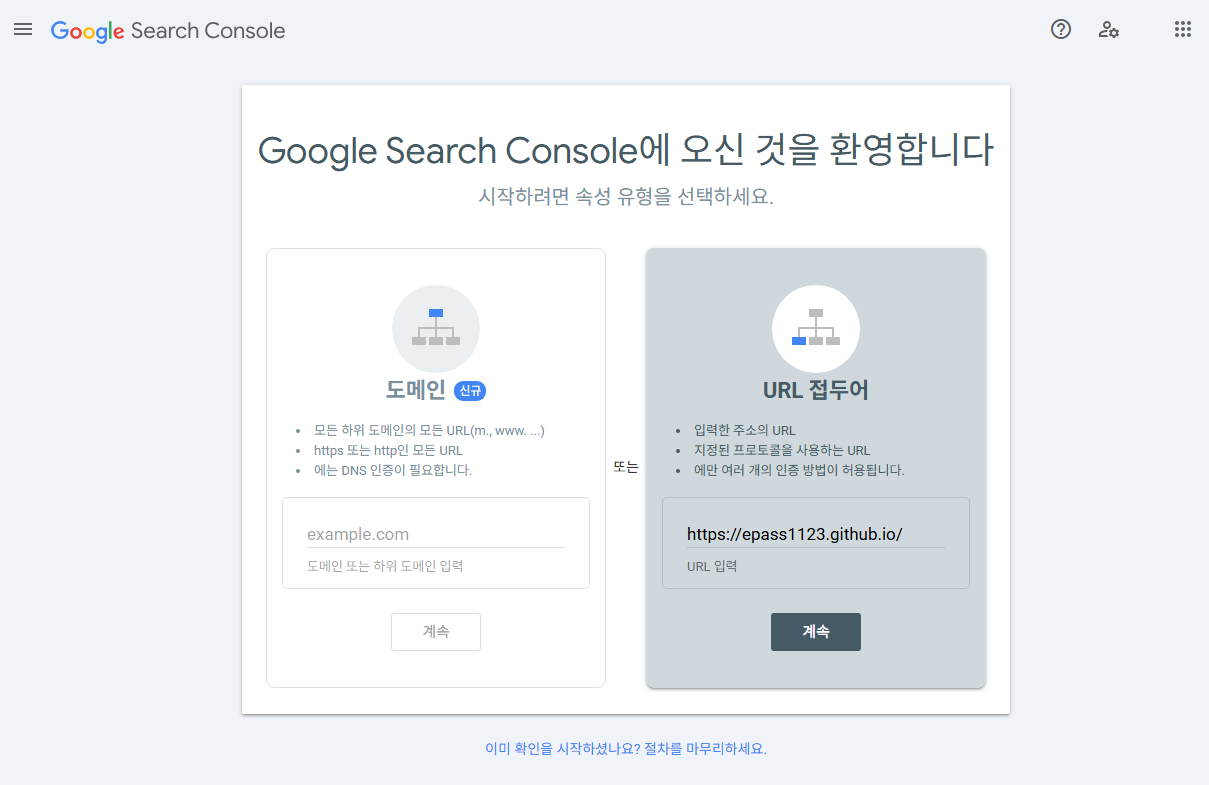 Google Search Console
Google Search Console에 오신 것을 환영합니다
시작하려면 속성 유형을 선택하세요.
도메인 신규
모든 하위 도메인의 모든 URL(m., www. ...)
https 또는 http인 모든 URL
에는 DNS 인증이 필요합니다.
example.com
도메인 또는 하위 도메인 입력
계속
또는
URL 접두어
입력한 주소의 URL
지정된 프로토콜을 사용하는 URL
에만 여러 개의 인증 방법이 허용됩니다.
https://epass1123.github.io/
URL 입력
계속
이미 확인을 시작하셨나요? 절차를 마무리하세요.